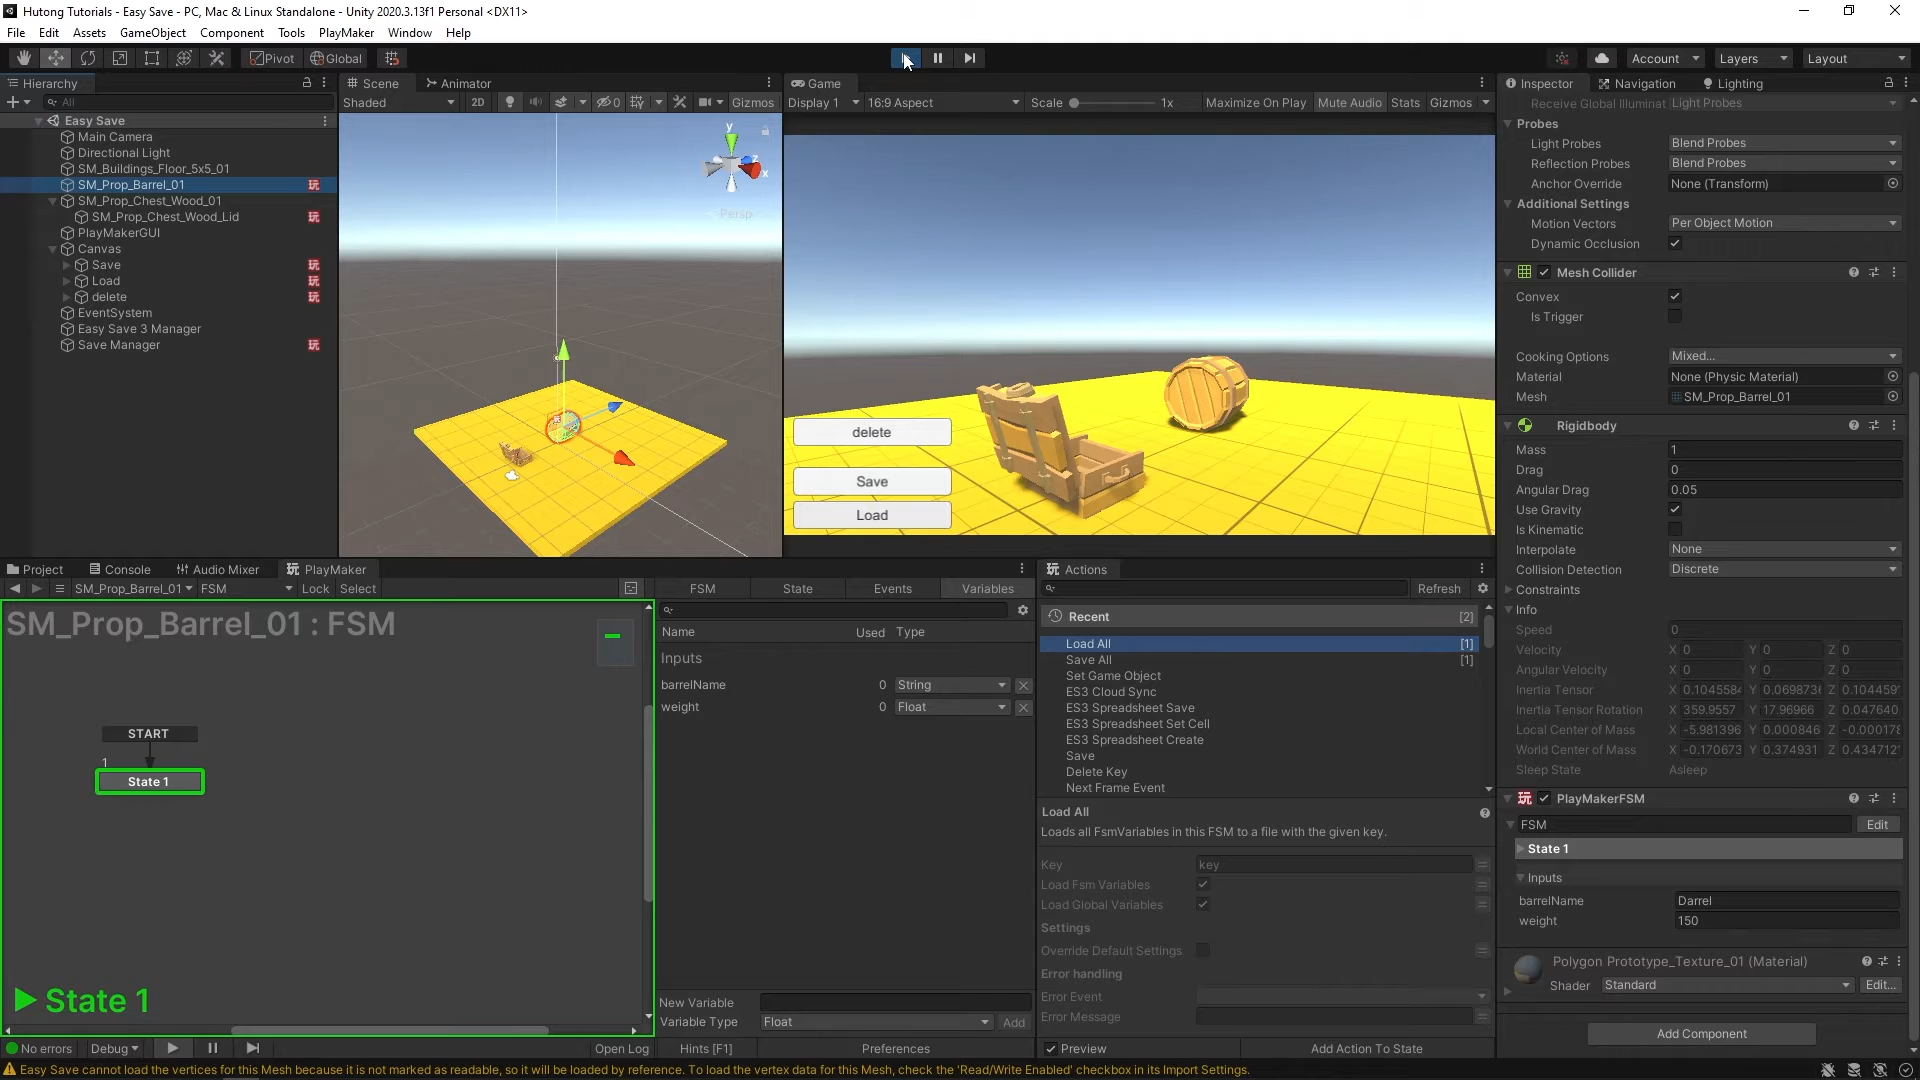 Hutong Tutorials - Easy Save - PC, Mac & Linux Standalone - Unity 2020.3.13f1 Personal <DX11>
File Edit Assets GameObject Component Tools PlayMaker Window Help
Pivot Global Account Layers Layout
Hierarchy
All
Easy Save
Main Camera
Directional Light
SM_Buildings_Floor_5x5_01
SM_Prop_Barrel_01
SM_Prop_Chest_Wood_01
SM_Prop_Chest_Wood_Lid
PlayMakerGUI
Canvas
Save
Load
delete
EventSystem
Easy Save 3 Manager
Save Manager
Scene Animator
Shaded 2D 0 Gizmos
y
z
x
Persp
Game
Display 1 16:9 Aspect Scale 1x Maximize On Play Mute Audio Stats Gizmos
delete
Save
Load
Inspector Navigation Lighting
Receive Global Illuminat Light Probes
Probes
Light Probes Blend Probes
Reflection Probes Blend Probes
Anchor Override None (Transform)
Additional Settings
Motion Vectors Per Object Motion
Dynamic Occlusion
Mesh Collider
Convex
Is Trigger
Cooking Options Mixed...
Material None (Physic Material)
Mesh SM_Prop_Barrel_01
Rigidbody
Mass 1
Drag 0
Angular Drag 0.05
Use Gravity
Is Kinematic
Interpolate None
Collision Detection Discrete
Constraints
Info
Speed 0
Velocity X 0 Y 0 Z 0
Angular Velocity X 0 Y 0 Z 0
Inertia Tensor X 0.1045584 Y 0.0698736 Z 0.104459
Inertia Tensor Rotation X 359.9557 Y 17.96966 Z 0.047640
Local Center of Mass X -5.981396 Y 0.000846 Z -0.000178
World Center of Mass X -0.170673 Y 0.374931 Z 0.434712
Sleep State Asleep
PlayMakerFSM
FSM Edit
State 1
Inputs
barrelName Darrel
weight 150
Polygon Prototype_Texture_01 (Material)
Shader Standard Edit...
Add Component
Project Console Audio Mixer PlayMaker
SM_Prop_Barrel_01 FSM Lock Select
SM_Prop_Barrel_01 : FSM
START
1
State 1
State 1
No errors Debug Open Log
FSM State Events Variables
Name Used Type
Inputs
barrelName 0 String
weight 0 Float
New Variable
Variable Type Float Add
Hints [F1] Preferences
Actions
Refresh
Recent [2]
Load All [1]
Save All [1]
Set Game Object
ES3 Cloud Sync
ES3 Spreadsheet Save
ES3 Spreadsheet Set Cell
ES3 Spreadsheet Create
Save
Delete Key
Next Frame Event
Load All
Loads all FsmVariables in this FSM to a file with the given key.
Key key
Load Fsm Variables
Load Global Variables
Settings
Override Default Settings
Error handling
Error Event
Error Message
Preview Add Action To State
Easy Save cannot load the vertices for this Mesh because it is not marked as readable, so it will be loaded by reference. To load the vertex data for this Mesh, check the 'Read/Write Enabled' checkbox in its Import Settings.